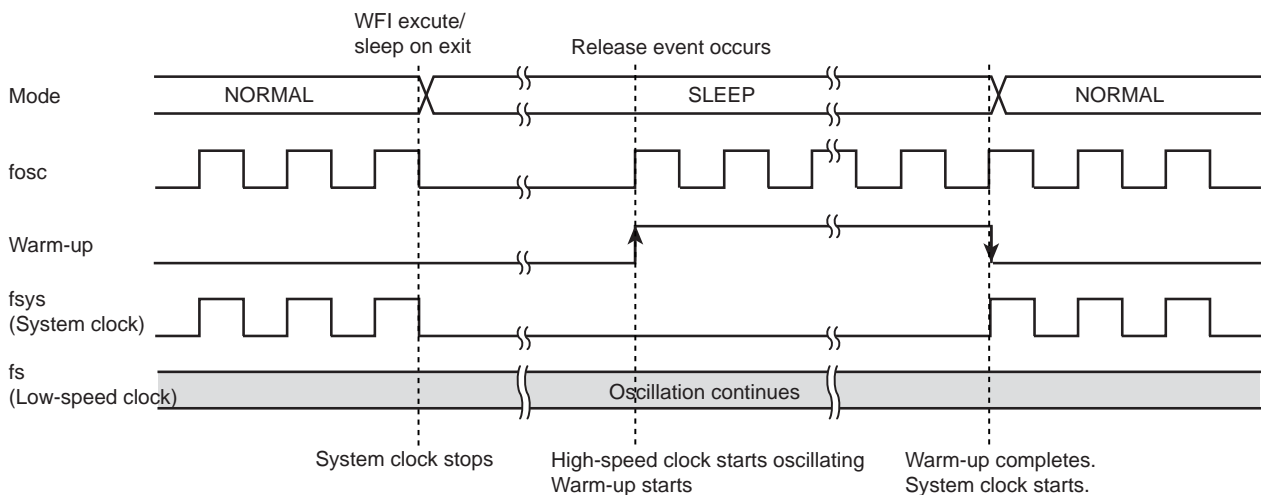 WFI excute/
sleep on exit
Release event occurs
Mode
NORMAL
SLEEP
NORMAL
fosc
Warm-up
fsys
(System clock)
fs
(Low-speed clock)
Oscillation continues
System clock stops
High-speed clock starts oscillating
Warm-up starts
Warm-up completes.
System clock starts.